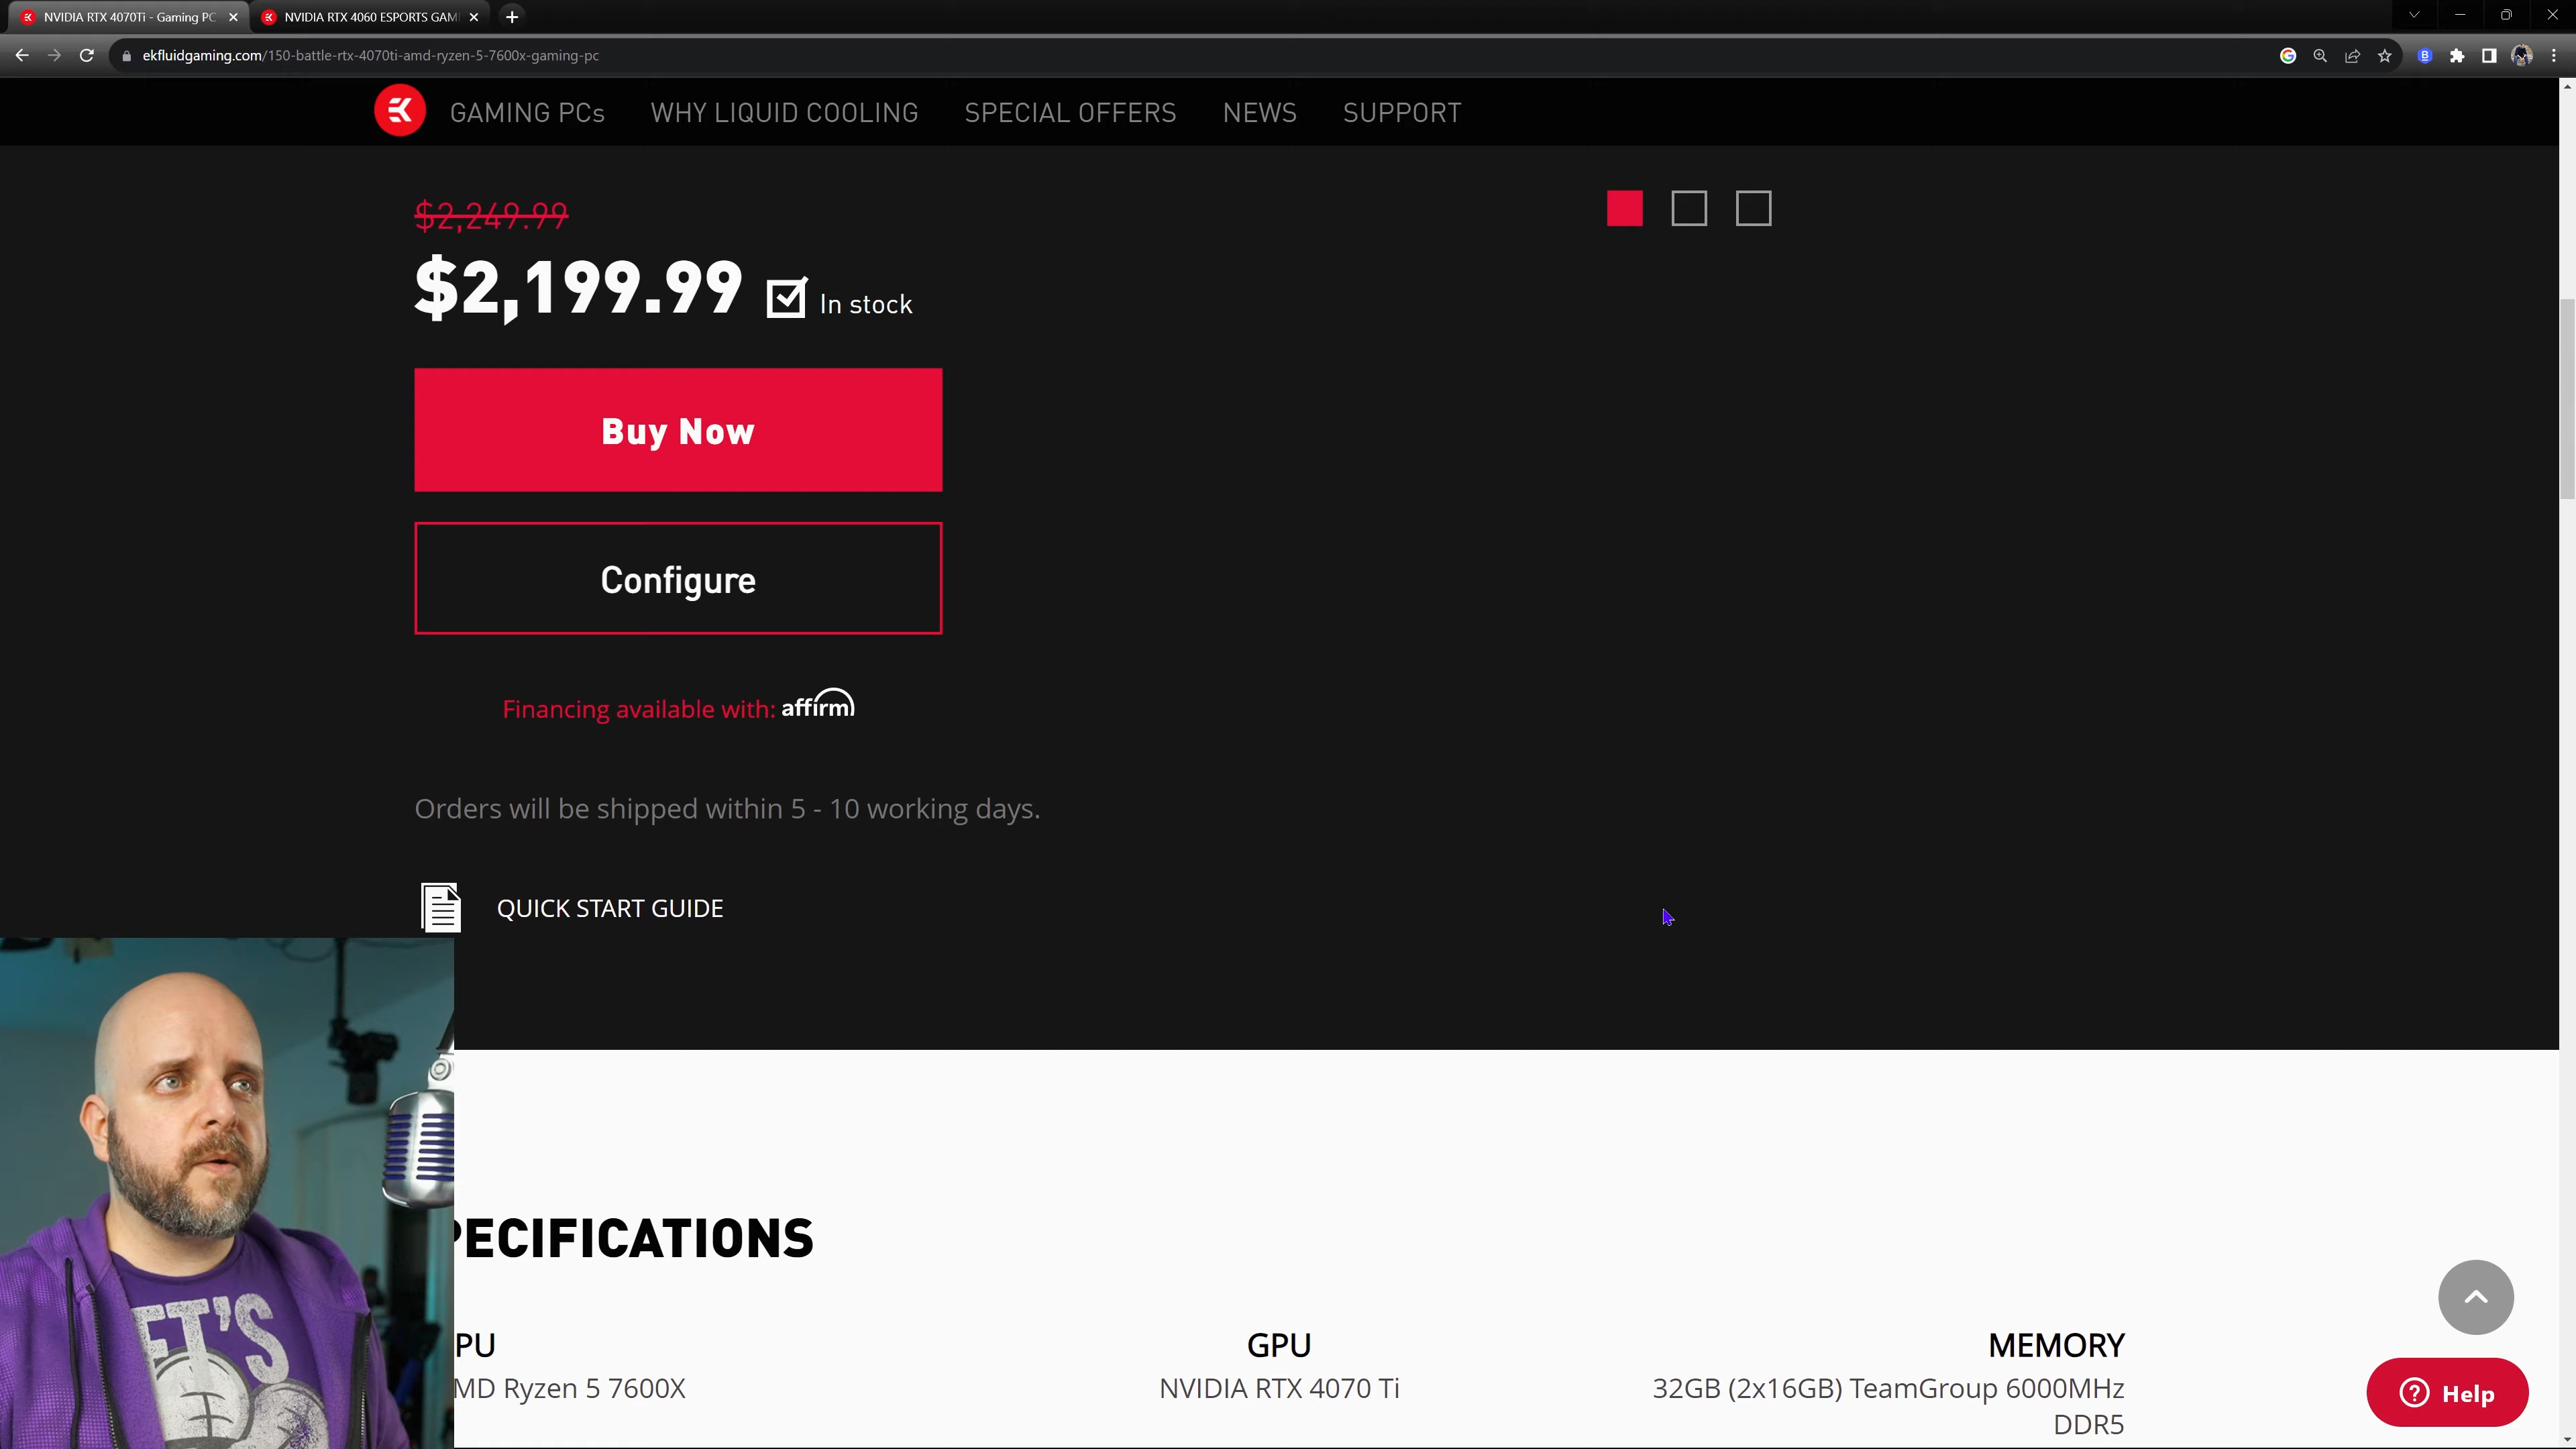 NVIDIA RTX 4070Ti - Gaming PC
NVIDIA RTX 4060 ESPORTS GAMI
ekfluidgaming.com/150-battle-rtx-4070ti-amd-ryzen-5-7600x-gaming-pc
GAMING PCs WHY LIQUID COOLING SPECIAL OFFERS NEWS SUPPORT
$2,249.99
$2,199.99 In stock
Buy Now
Configure
Financing available with: affirm
Orders will be shipped within 5 - 10 working days.
QUICK START GUIDE
PECIFICATIONS
PU
MD Ryzen 5 7600X
GPU
NVIDIA RTX 4070 Ti
MEMORY
32GB (2x16GB) TeamGroup 6000MHz
DDR5
Help
ET'S